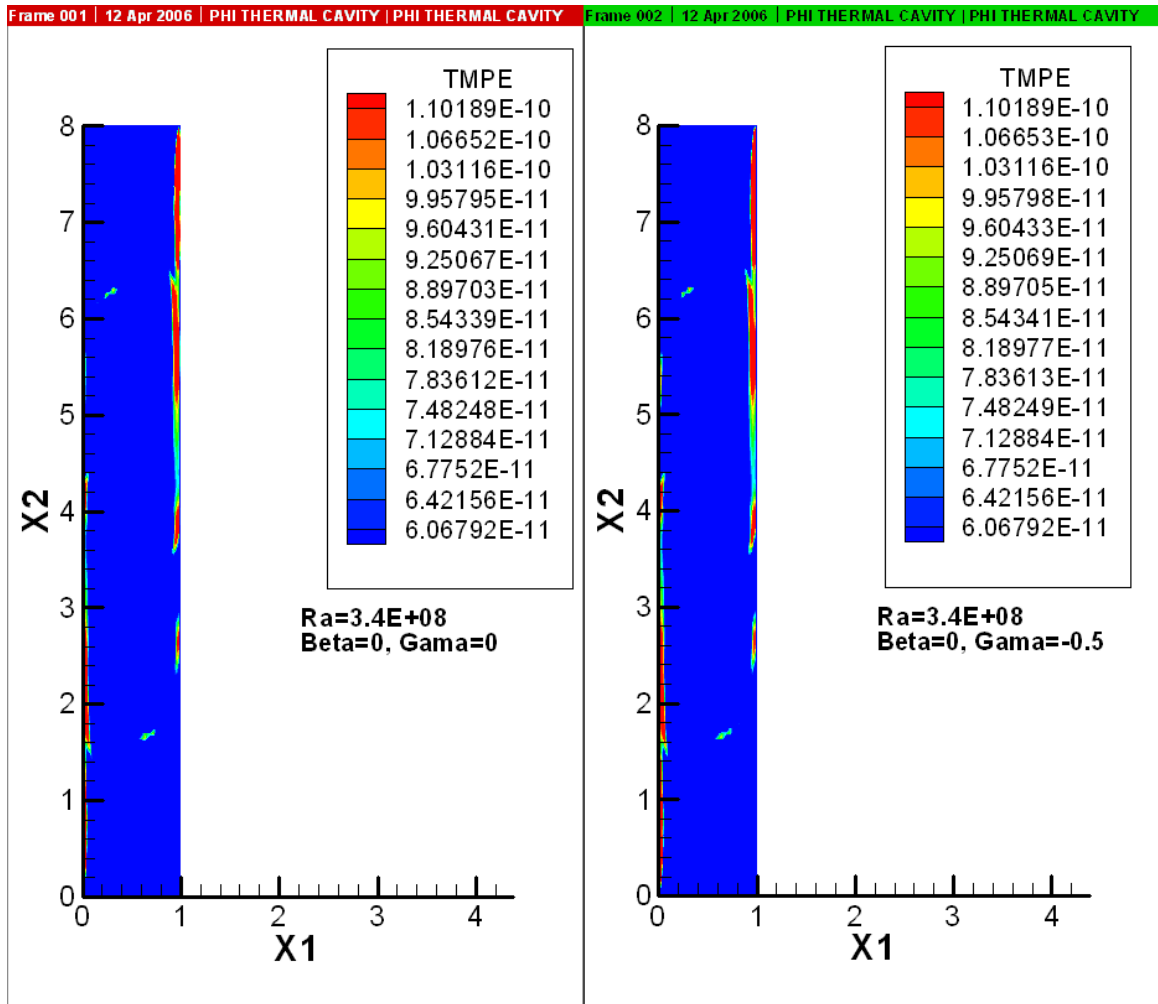 Frame 001 | 12 Apr 2006 | PHI THERMAL CAVITY | PHI THERMAL CAVITY
TMPE
1.10189E-10
1.06652E-10
1.03116E-10
9.95795E-11
9.60431E-11
9.25067E-11
8.89703E-11
8.54339E-11
8.18976E-11
7.83612E-11
7.48248E-11
7.12884E-11
6.7752E-11
6.42156E-11
6.06792E-11
8
7
6
5
4
3
2
1
0
X2
Ra=3.4E+08
Beta=0, Gama=0
0 1 2 3 4
X1
Frame 002 | 12 Apr 2006 | PHI THERMAL CAVITY | PHI THERMAL CAVITY
TMPE
1.10189E-10
1.06653E-10
1.03116E-10
9.95798E-11
9.60433E-11
9.25069E-11
8.89705E-11
8.54341E-11
8.18977E-11
7.83613E-11
7.48249E-11
7.12884E-11
6.7752E-11
6.42156E-11
6.06792E-11
8
7
6
5
4
3
2
1
0
X2
Ra=3.4E+08
Beta=0, Gama=-0.5
0 1 2 3 4
X1